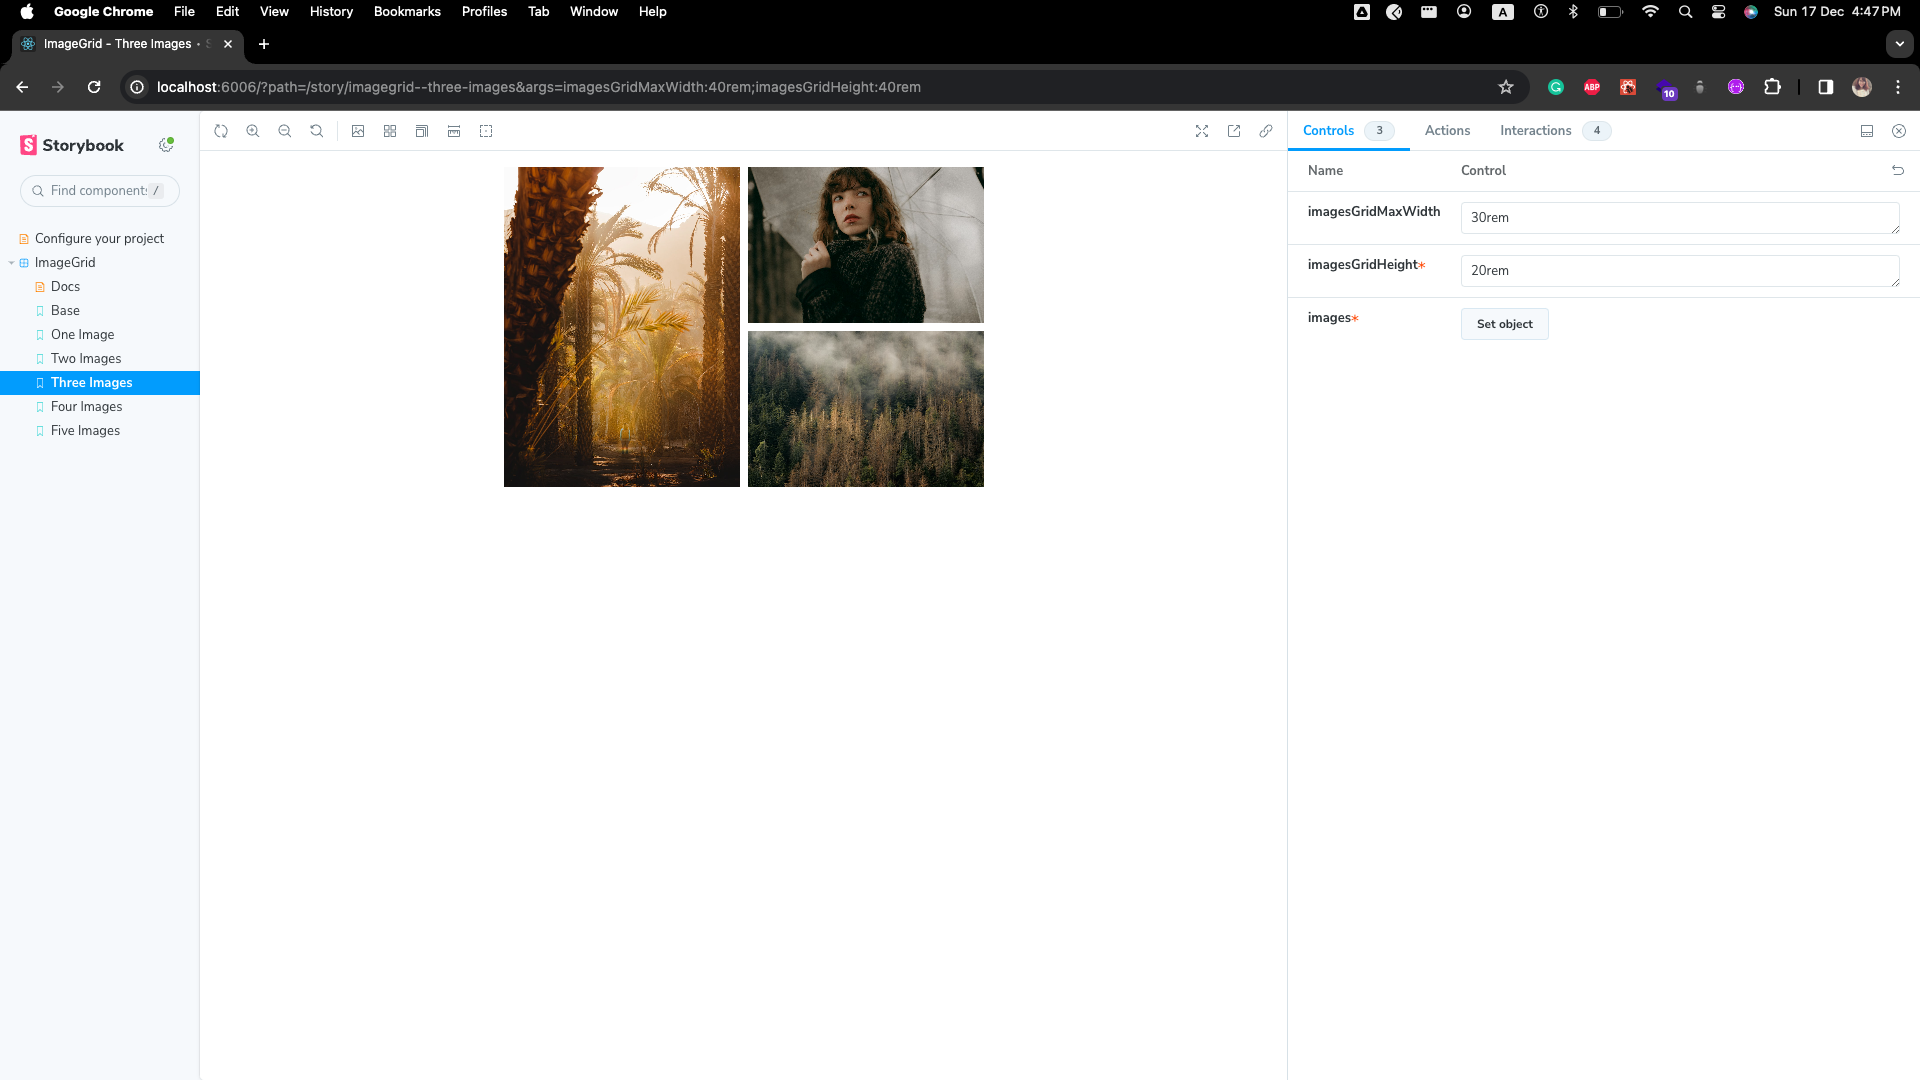 Google Chrome File Edit View History Bookmarks Profiles Tab Window Help A Sun 17 Dec 4:47 PM
ImageGrid - Three Images •
localhost:6006/?path=/story/imagegrid--three-images&args=imagesGridMaxWidth:40rem;imagesGridHeight:40rem
ABP
10
Storybook
Find component /
Configure your project
ImageGrid
Docs
Base
One Image
Two Images
Three Images
Four Images
Five Images
Controls 3 Actions Interactions 4
Name Control
imagesGridMaxWidth 30rem
imagesGridHeight* 20rem
images* Set object